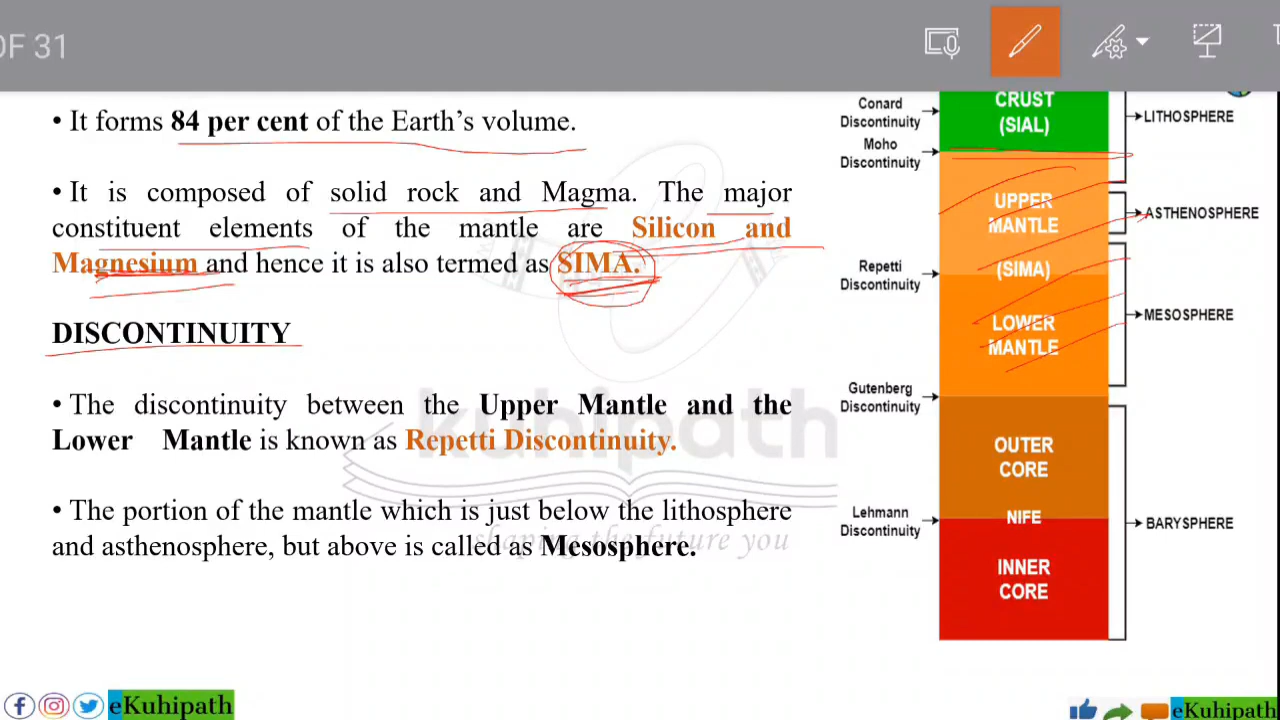 OF 31
• It forms 84 per cent of the Earth's volume.
• It is composed of solid rock and Magma. The major
constituent elements of the mantle are Silicon and
Magnesium and hence it is also termed as SIMA.
DISCONTINUITY
• The discontinuity between the Upper Mantle and the
Lower Mantle is known as Repetti Discontinuity.
• The portion of the mantle which is just below the lithosphere
and asthenosphere, but above is called as Mesosphere.
kuhipath
shaping the future you
Conard
Discontinuity
Moho
Discontinuity
Repetti
Discontinuity
Gutenberg
Discontinuity
Lehmann
Discontinuity
CRUST
(SIAL)
UPPER
MANTLE
(SIMA)
LOWER
MANTLE
OUTER
CORE
NIFE
INNER
CORE
LITHOSPHERE
ASTHENOSPHERE
MESOSPHERE
BARYSPHERE
eKuhipath
eKuhipath